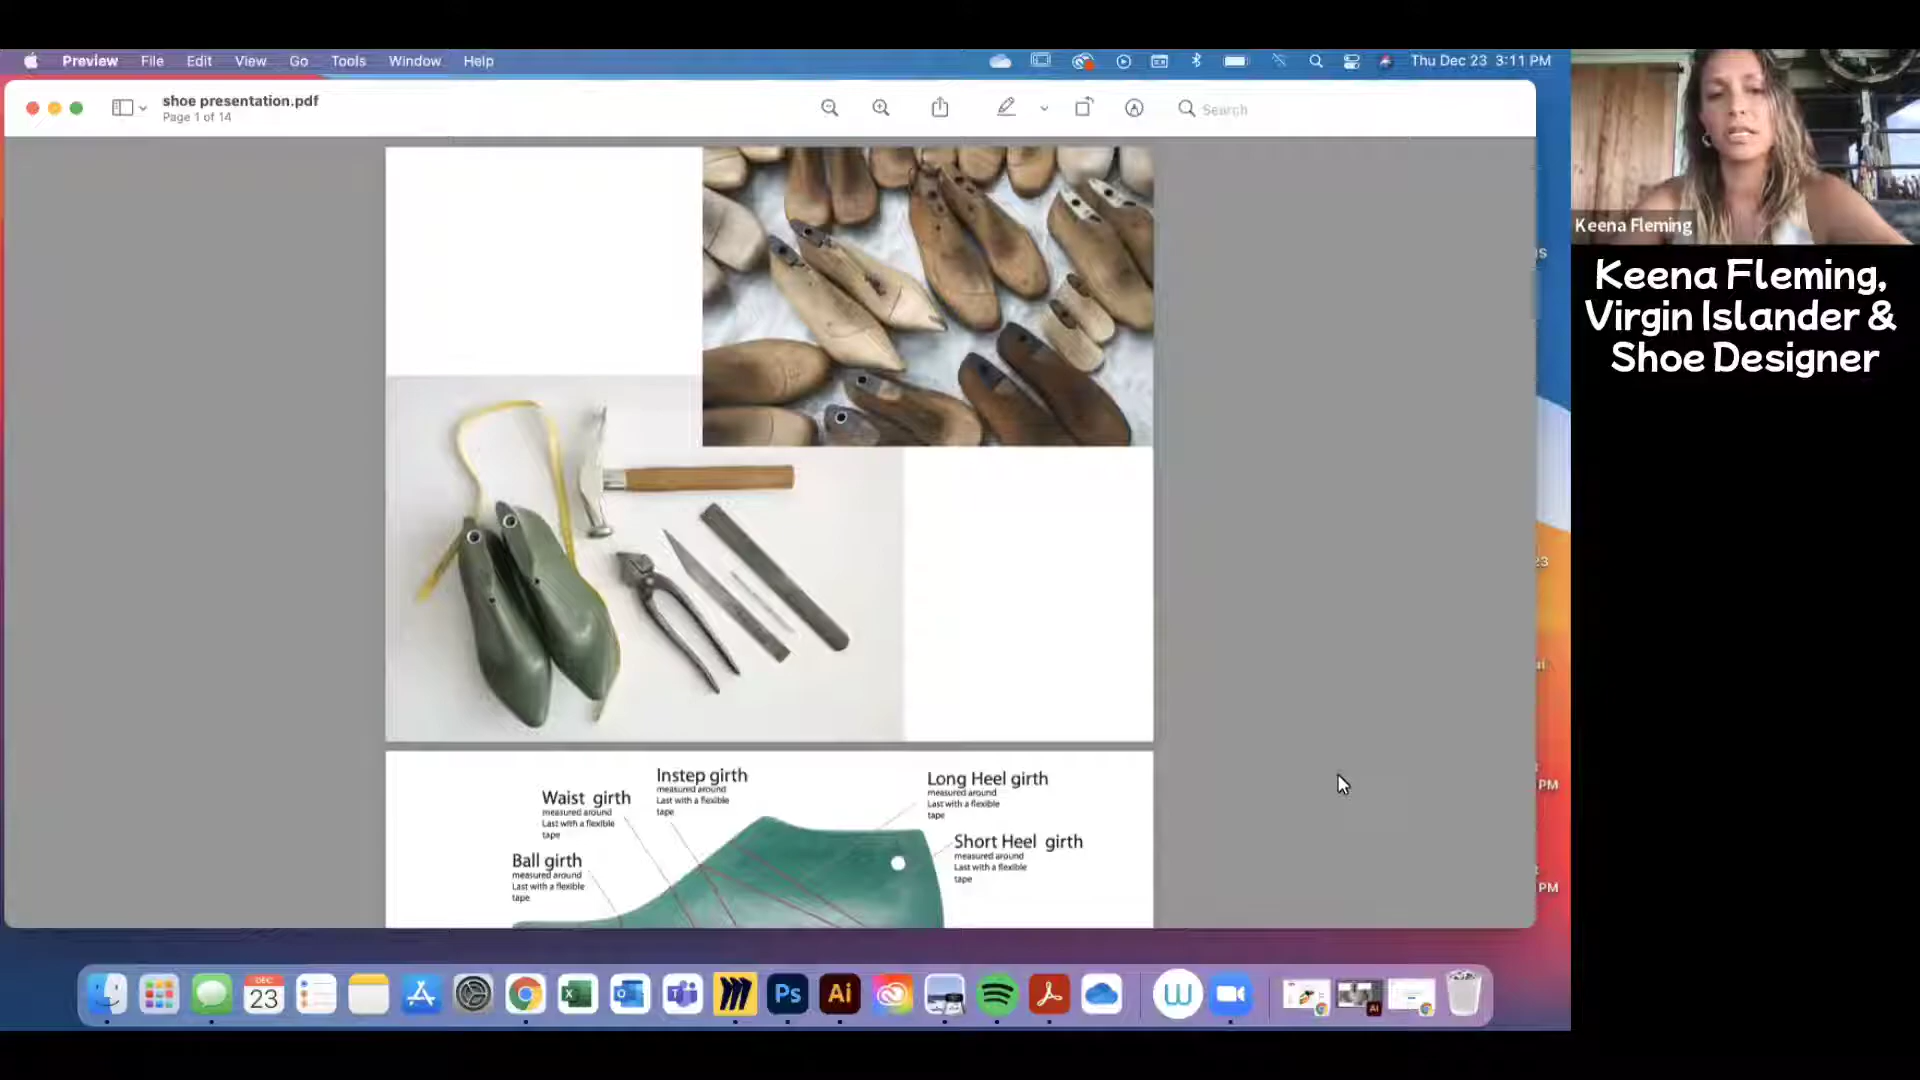 Preview File Edit View Go Tools Window Help
Thu Dec 23 3:11 PM
shoe presentation.pdf
Page 1 of 14
Search
Keena Fleming
Keena Fleming,
Virgin Islander &
Shoe Designer
Instep girth
measured around
Last with a flexible
tape
Waist girth
measured around
Last with a flexible
tape
Ball girth
measured around
Last with a flexible
tape
Long Heel girth
measured around
Last with a flexible
tape
Short Heel girth
measured around
Last with a flexible
tape
PM
PM
DEC
23
Ps
Ai